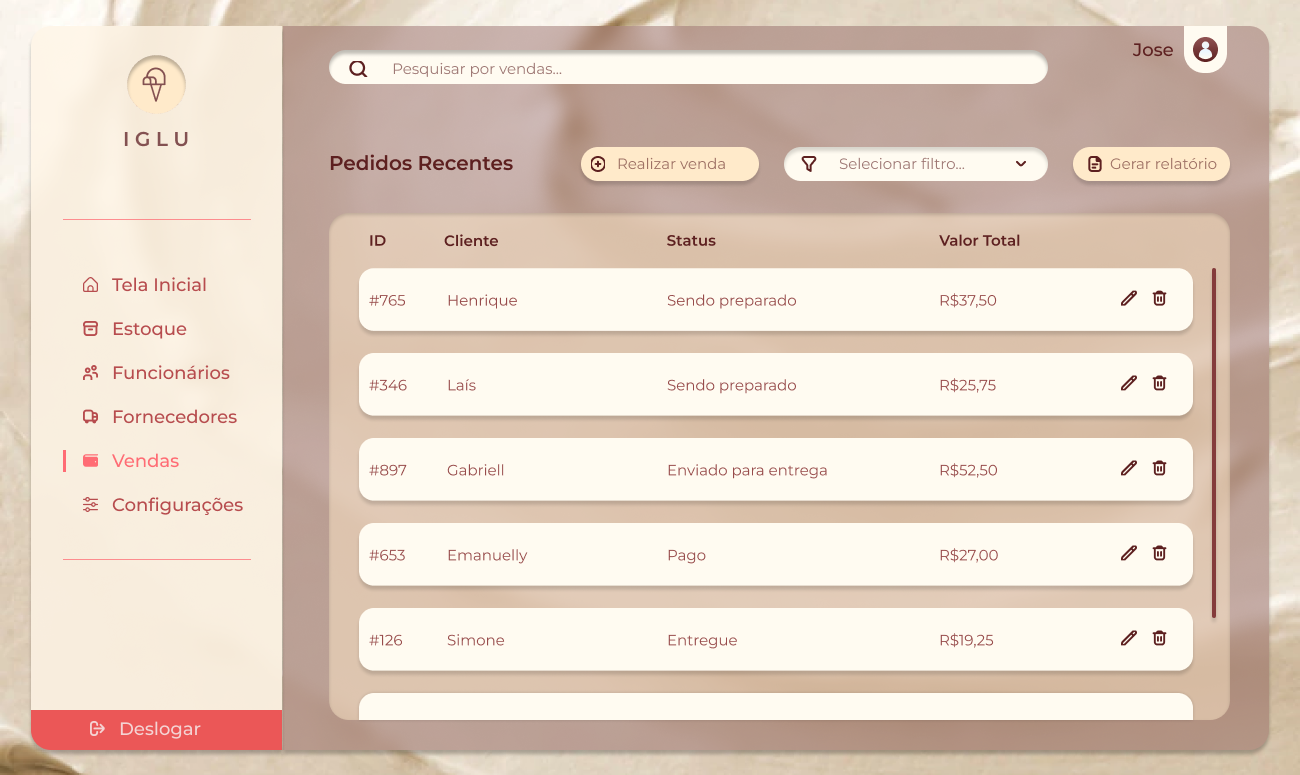 IGLU
Tela Inicial
Estoque
Funcionários
Fornecedores
Vendas
Configurações
Deslogar
Pesquisar por vendas...
Jose
Pedidos Recentes
Realizar venda
Selecionar filtro...
Gerar relatório
ID Cliente Status Valor Total
#765 Henrique Sendo preparado R$37,50
#346 Laís Sendo preparado R$25,75
#897 Gabriell Enviado para entrega R$52,50
#653 Emanuelly Pago R$27,00
#126 Simone Entregue R$19,25